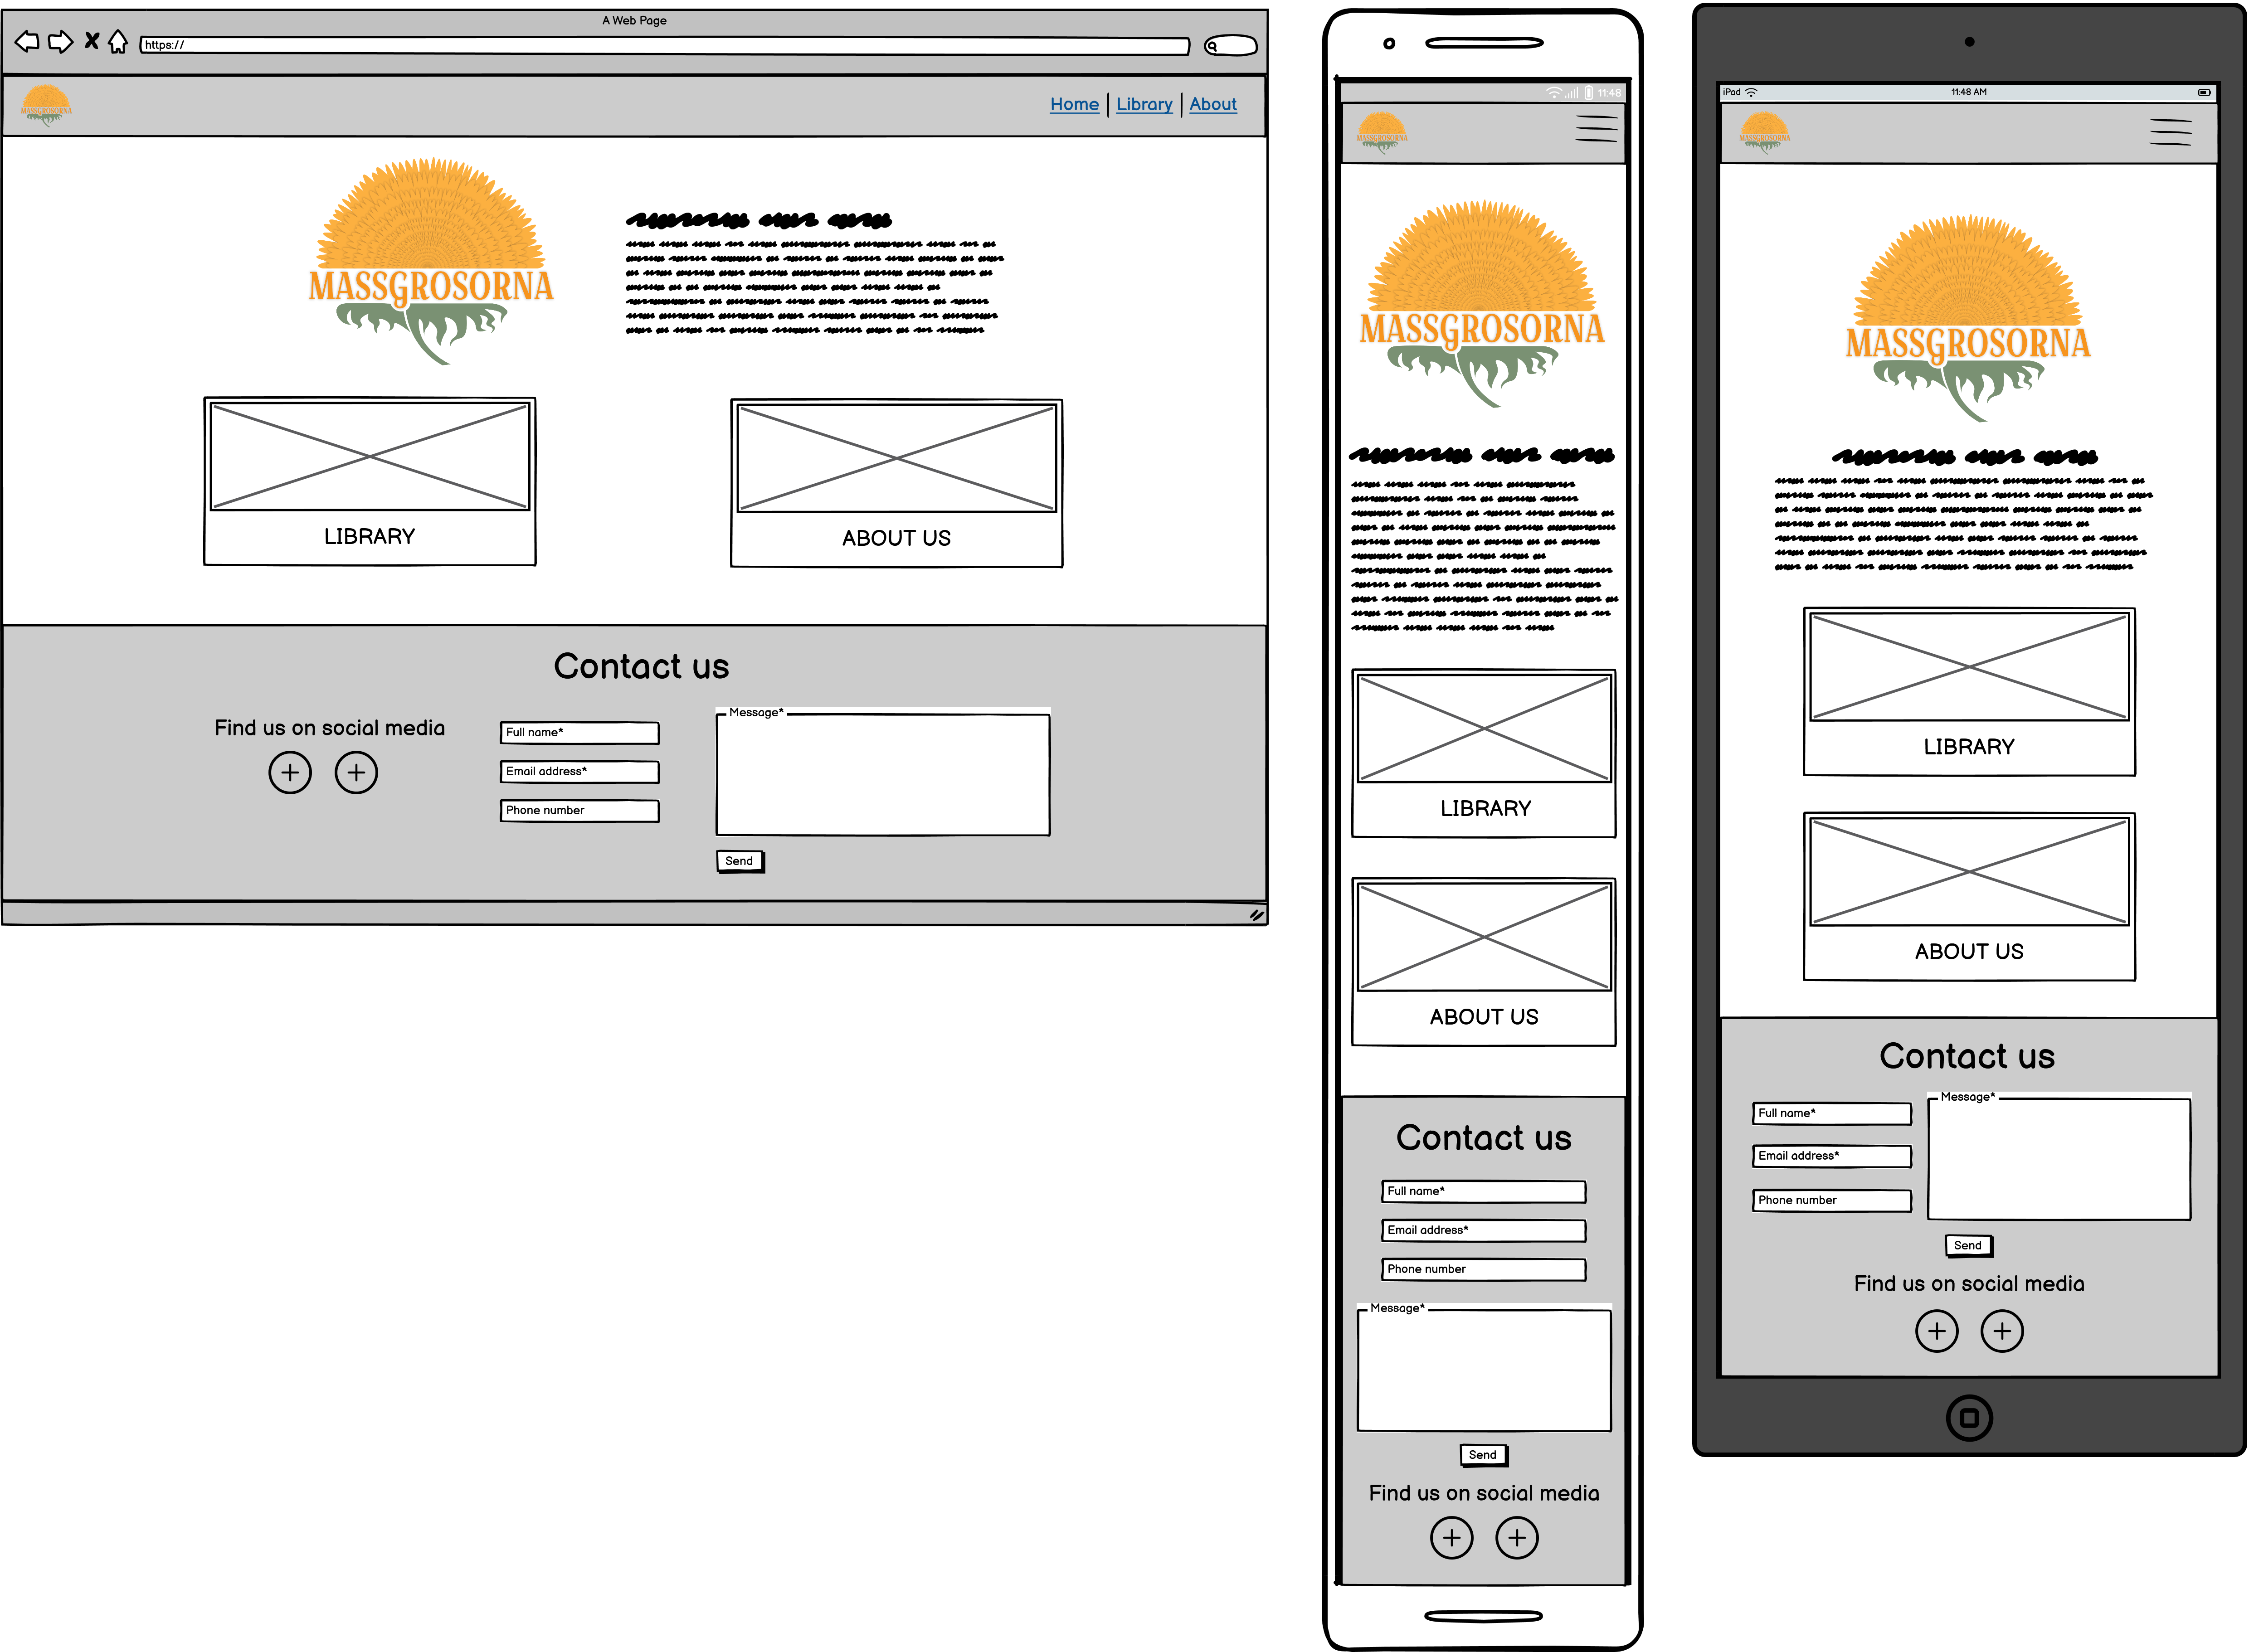 A Web Page
https://
MASSGROSORNA
Home | Library | About
MASSGROSORNA
LIBRARY
ABOUT US
Contact us
Find us on social media
Full name*
Email address*
Phone number
Message*
Send
11:48
MASSGROSORNA
MASSGROSORNA
LIBRARY
ABOUT US
Contact us
Full name*
Email address*
Phone number
Message*
Send
Find us on social media
iPad 11:48 AM
MASSGROSORNA
MASSGROSORNA
LIBRARY
ABOUT US
Contact us
Full name*
Email address*
Phone number
Message*
Send
Find us on social media